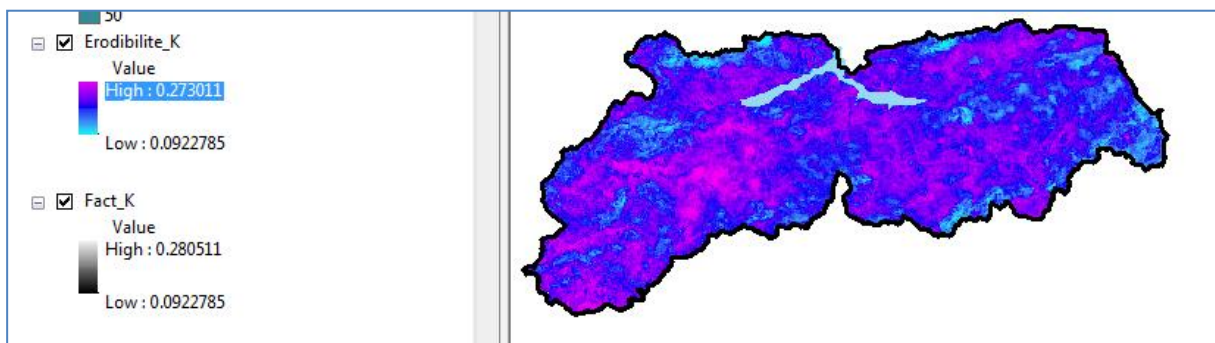 50
Erodibilite_K
Value
High : 0.273011
Low : 0.0922785
Fact_K
Value
High : 0.280511
Low : 0.0922785